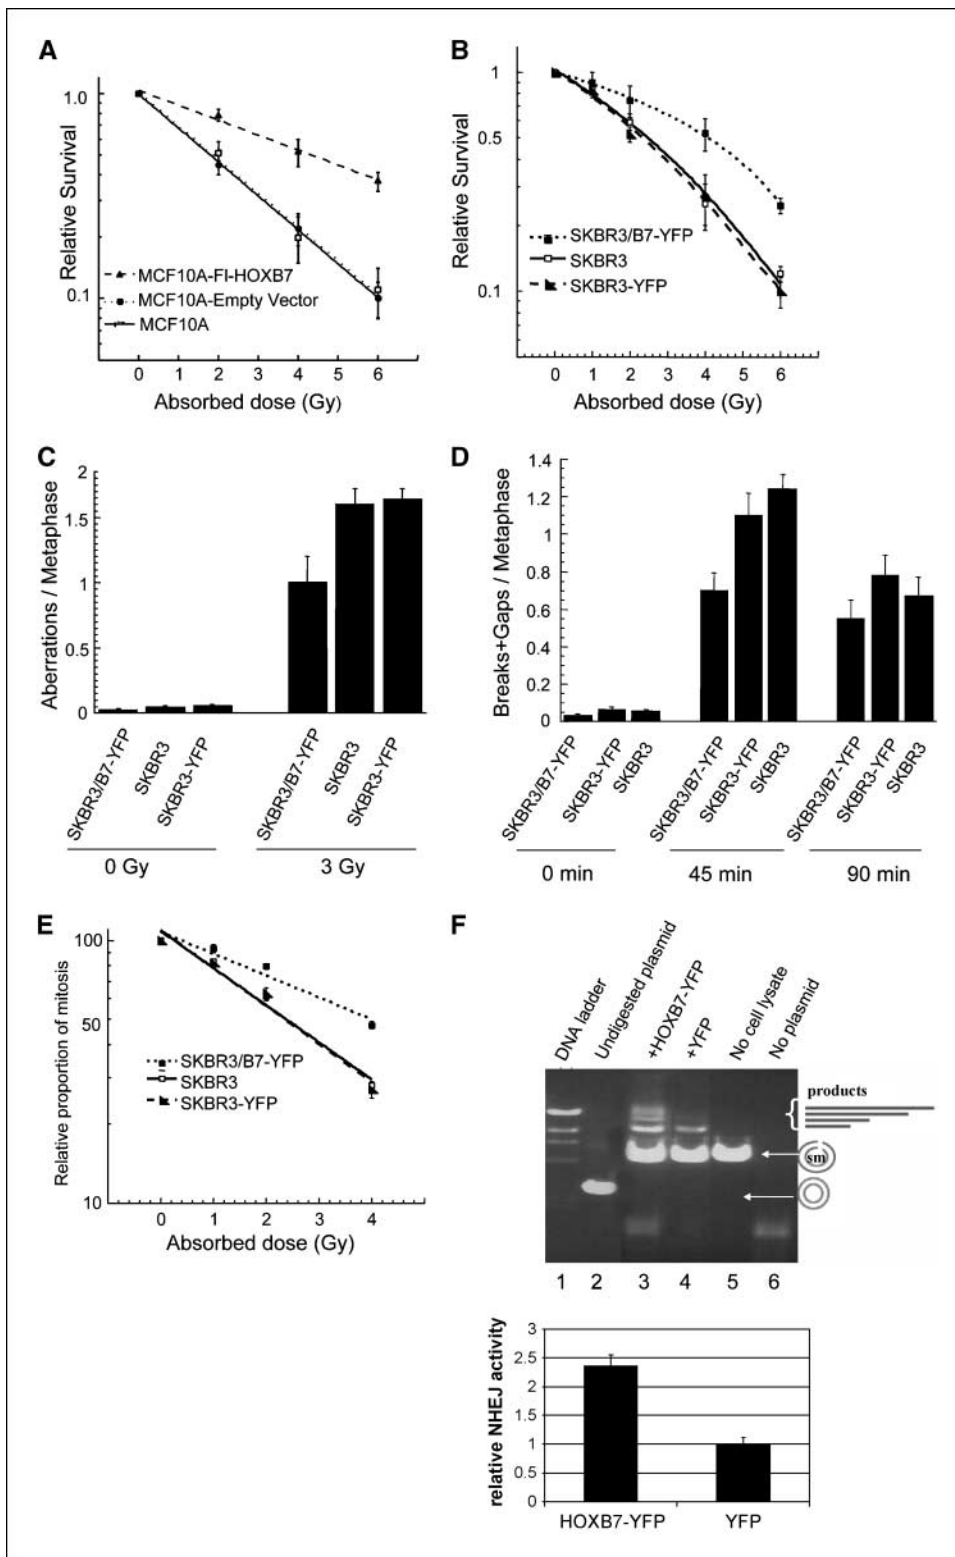 A
Relative Survival
1.0
0.1
MCF10A-Fl-HOXB7
MCF10A-Empty Vector
MCF10A
0 1 2 3 4 5 6
Absorbed dose (Gy)
B
Relative Survival
1
0.5
0.1
SKBR3/B7-YFP
SKBR3
SKBR3-YFP
0 1 2 3 4 5 6
Absorbed dose (Gy)
C
Aberrations / Metaphase
2
1.5
1
0.5
0
SKBR3/B7-YFP
SKBR3
SKBR3-YFP
SKBR3/B7-YFP
SKBR3
SKBR3-YFP
0 Gy
3 Gy
D
Breaks+Gaps / Metaphase
1.4
1.2
1
0.8
0.6
0.4
0.2
0
SKBR3/B7-YFP
SKBR3-YFP
SKBR3
SKBR3/B7-YFP
SKBR3-YFP
SKBR3
SKBR3/B7-YFP
SKBR3-YFP
SKBR3
0 min
45 min
90 min
E
Relative proportion of mitosis
100
50
10
SKBR3/B7-YFP
SKBR3
SKBR3-YFP
0 1 2 3 4
Absorbed dose (Gy)
F
DNA ladder
Undigested plasmid
+HOXB7-YFP
+YFP
No cell lysate
No plasmid
products
sm
1 2 3 4 5 6
relative NHEJ activity
3
2.5
2
1.5
1
0.5
0
HOXB7-YFP
YFP